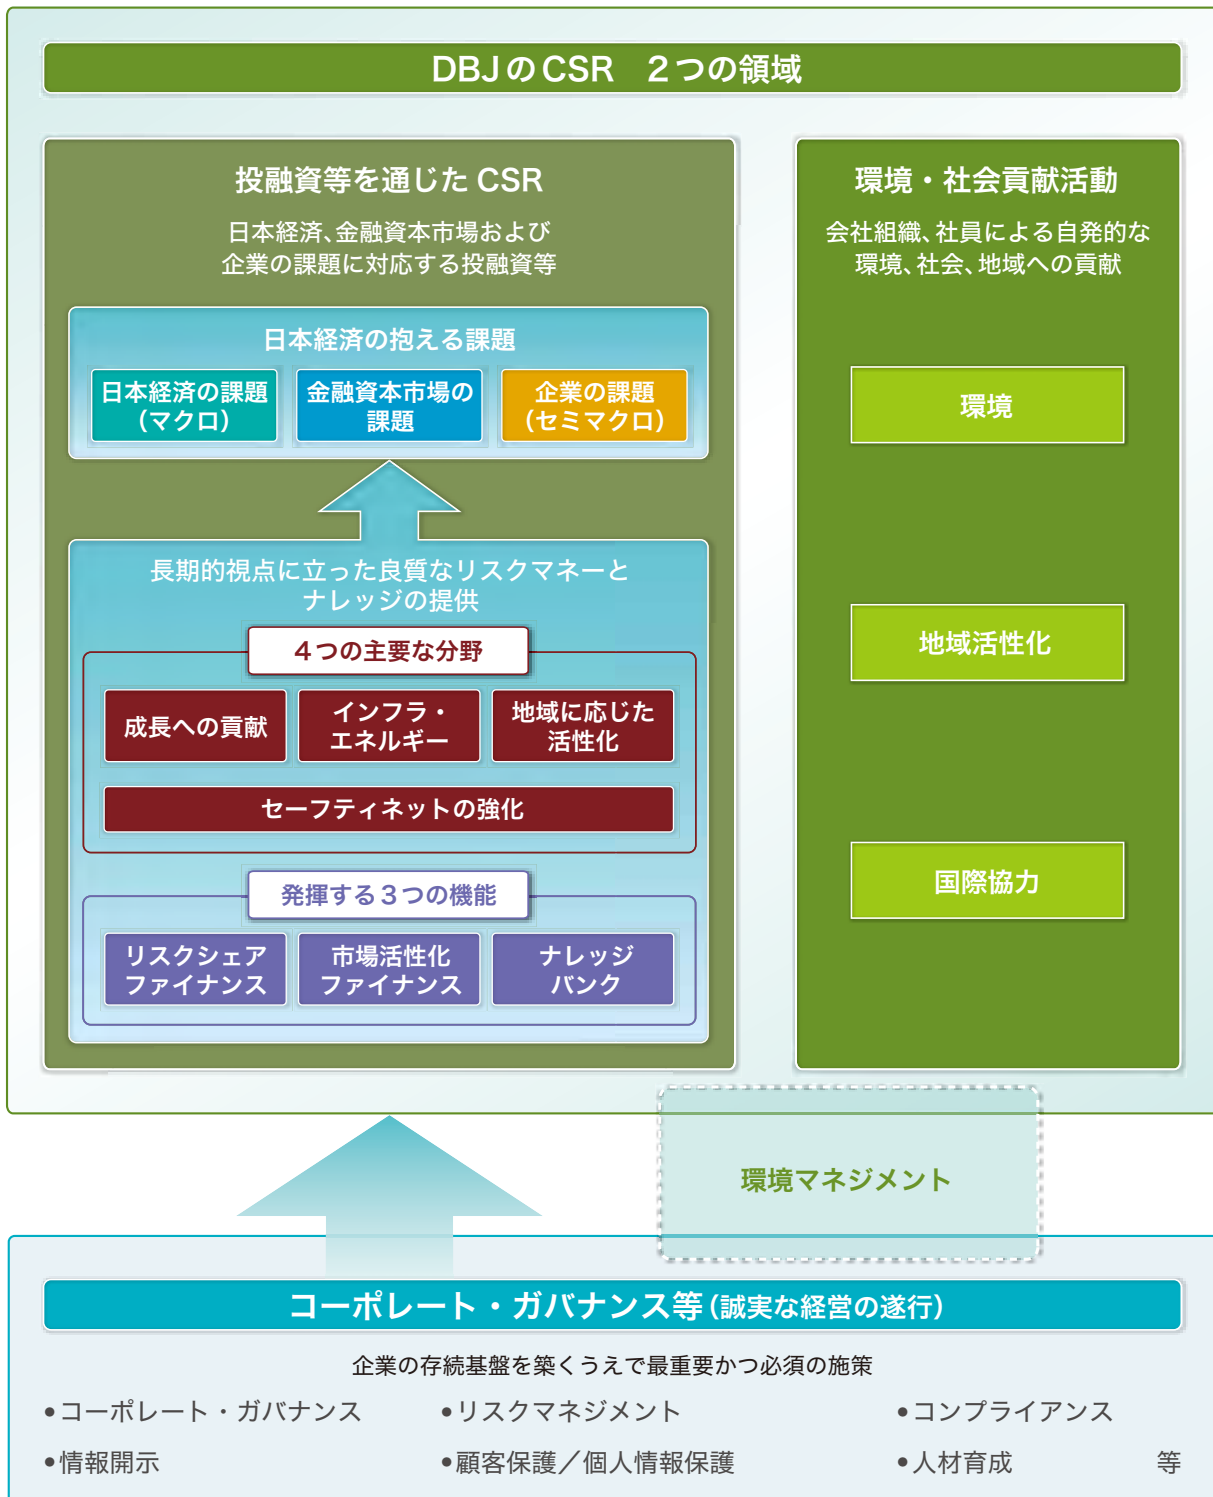 DBJのCSR　2つの領域
投融資等を通じた CSR
日本経済、金融資本市場および
企業の課題に対応する投融資等
日本経済の抱える課題
日本経済の課題
（マクロ）
金融資本市場の
課題
企業の課題
（セミマクロ）
長期的視点に立った良質なリスクマネーと
ナレッジの提供
4つの主要な分野
成長への貢献
インフラ・
エネルギー
地域に応じた
活性化
セーフティネットの強化
発揮する3つの機能
リスクシェア
ファイナンス
市場活性化
ファイナンス
ナレッジ
バンク
環境・社会貢献活動
会社組織、社員による自発的な
環境、社会、地域への貢献
環境
地域活性化
国際協力
環境マネジメント
コーポレート・ガバナンス等（誠実な経営の遂行）
企業の存続基盤を築くうえで最重要かつ必須の施策
●コーポレート・ガバナンス
●リスクマネジメント
●コンプライアンス
●情報開示
●顧客保護／個人情報保護
●人材育成　等